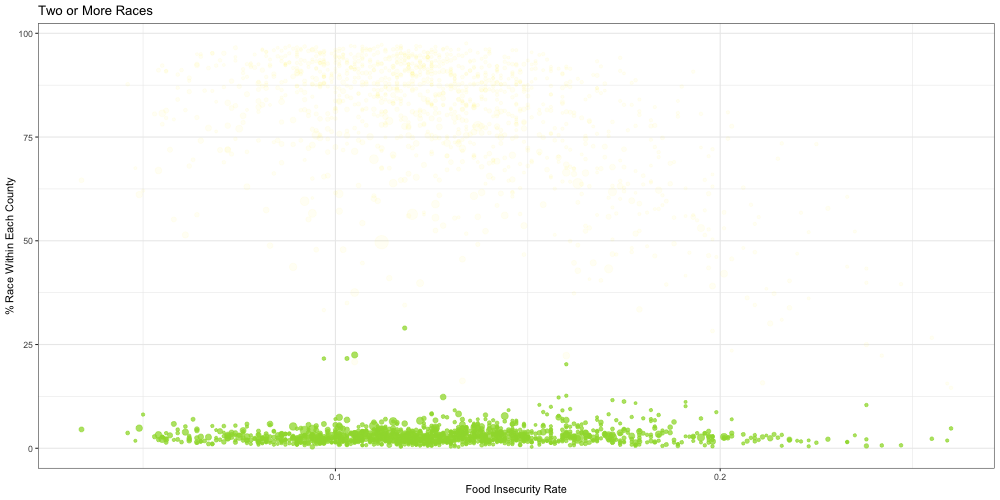 Two or More Races
% Race Within Each County
100
75
50
25
0
0.1
0.2
Food Insecurity Rate